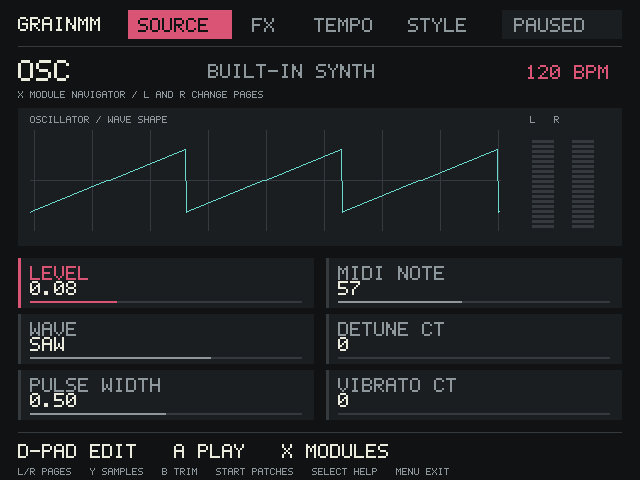 GRAINMM SOURCE FX TEMPO STYLE PAUSED
OSC BUILT-IN SYNTH 120 BPM
X MODULE NAVIGATOR / L AND R CHANGE PAGES
OSCILLATOR / WAVE SHAPE L R
LEVEL
0.08
MIDI NOTE
57
WAVE
SAW
DETUNE CT
0
PULSE WIDTH
0.50
VIBRATO CT
0
D-PAD EDIT A PLAY X MODULES
L/R PAGES Y SAMPLES B TRIM START PATCHES SELECT HELP MENU EXIT